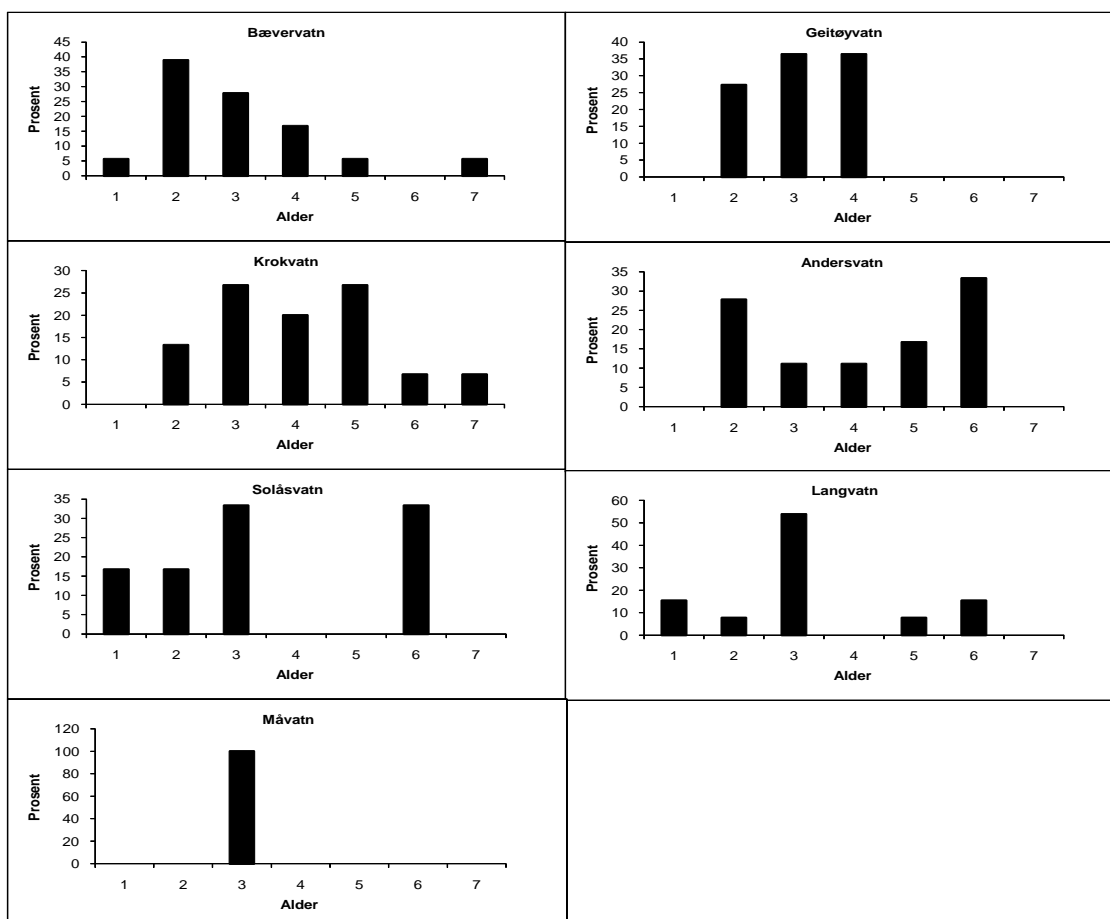 Bævervatn
45
40
35
30
25
20
15
10
5
0
Prosent
1 2 3 4 5 6 7
Alder
Geitøyvatn
40
35
30
25
20
15
10
5
0
Prosent
1 2 3 4 5 6 7
Alder
Krokvatn
30
25
20
15
10
5
0
Prosent
1 2 3 4 5 6 7
Alder
Andersvatn
35
30
25
20
15
10
5
0
Prosent
1 2 3 4 5 6 7
Alder
Solåsvatn
35
30
25
20
15
10
5
0
Prosent
1 2 3 4 5 6 7
Alder
Langvatn
60
50
40
30
20
10
0
Prosent
1 2 3 4 5 6 7
Alder
Måvatn
120
100
80
60
40
20
0
Prosent
1 2 3 4 5 6 7
Alder